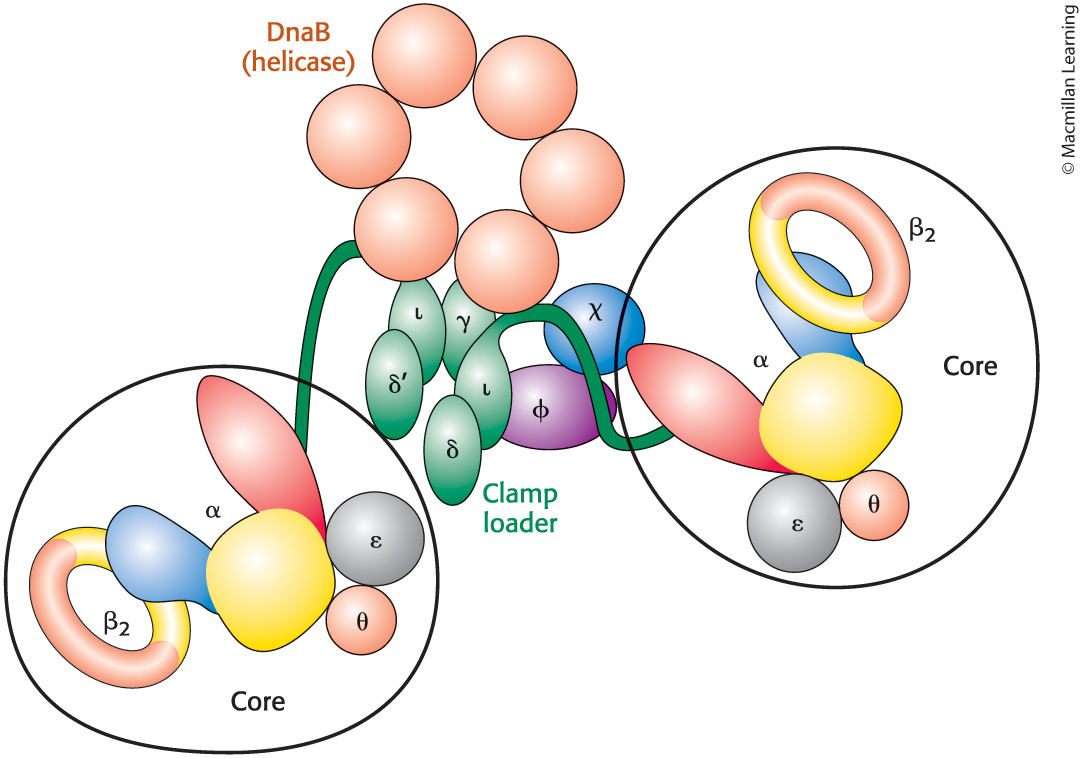 DnaB
(helicase)
© Macmillan Learning
β₂
χ
ι
γ
α
Core
δ′
ι
ϕ
δ
θ
Clamp
loader
ε
α
ε
β₂
θ
Core